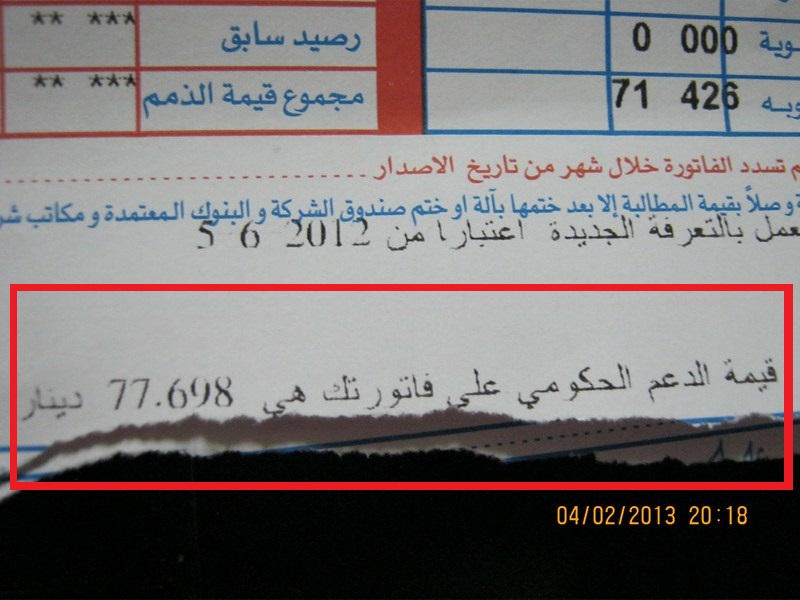 رصيد سابق *** **
000 0
مجموع قيمة الذمم *** **
426 71
تسدد الفاتورة خلال شهر من تاريخ الاصدار
وصلاً بقيمة المطالبة إلا بعد ختمها بآلة او ختم صندوق الشركة و البنوك المعتمدة و مكاتب
بالتعرفة الجديدة اعتبارا من 2012 6 5
قيمة الدعم الحكومي على فاتورتك هي 77.698 دينار
04/02/2013 20:18